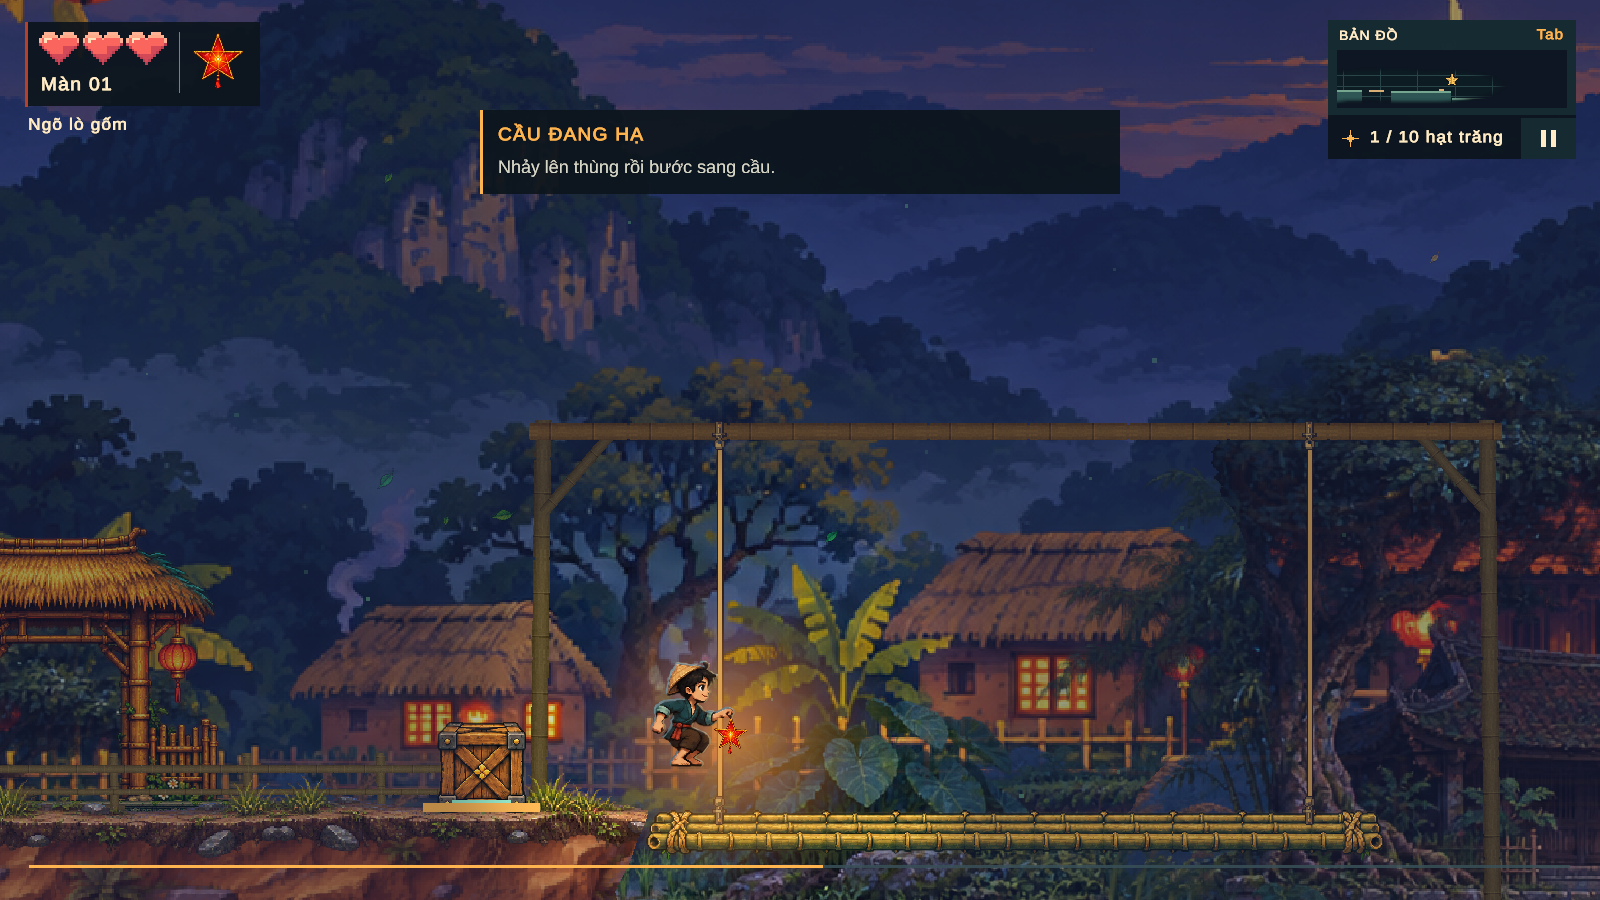 Màn 01
Ngõ lò gốm
CẦU ĐANG HẠ
Nhảy lên thùng rồi bước sang cầu.
BẢN ĐỒ Tab
1 / 10 hạt trăng